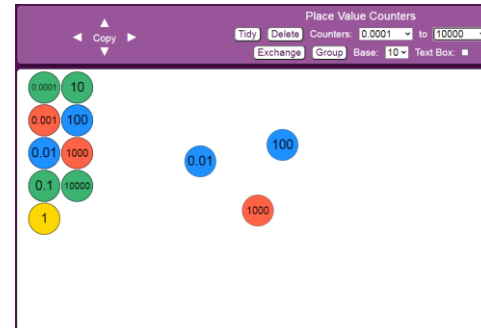 Place Value Counters
Copy
Tidy Delete Counters: 0.0001 to 10000
Exchange Group Base: 10 Text Box:
0.0001 10
0.001 100
0.01 1000
0.1 10000
1
100
0.01
1000